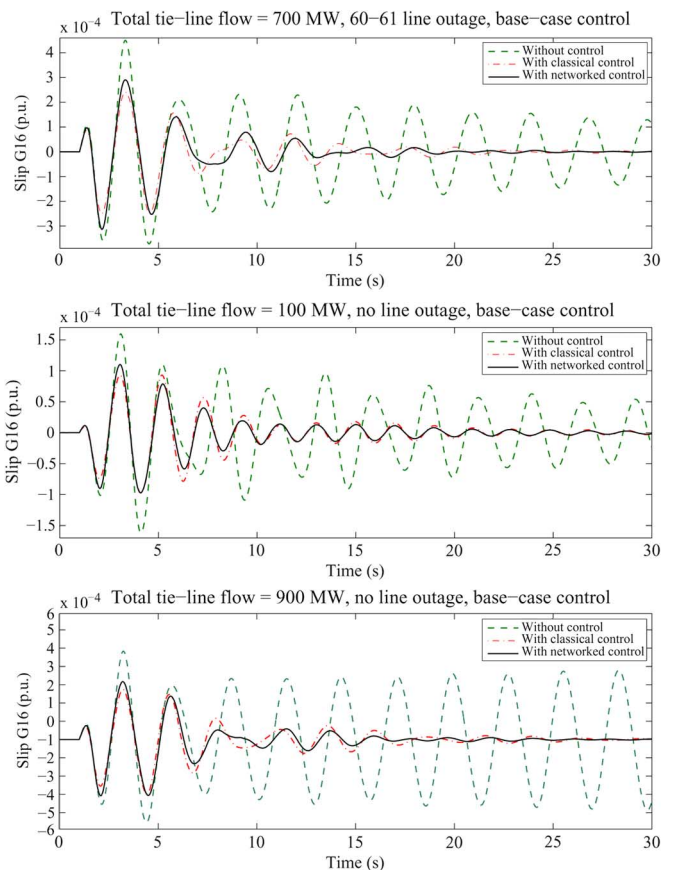 Total tie−line flow = 700 MW, 60−61 line outage, base−case control
x 10⁻⁴
4
3
2
1
0
−1
−2
−3
Slip G16 (p.u.)
Without control
With classical control
With networked control
0 5 10 15 20 25 30
Time (s)
Total tie−line flow = 100 MW, no line outage, base−case control
x 10⁻⁴
1.5
1
0.5
0
−0.5
−1
−1.5
Slip G16 (p.u.)
Without control
With classical control
With networked control
0 5 10 15 20 25 30
Time (s)
Total tie−line flow = 900 MW, no line outage, base−case control
x 10⁻⁴
6
5
4
3
2
1
0
−1
−2
−3
−4
−5
−6
Slip G16 (p.u.)
Without control
With classical control
With networked control
0 5 10 15 20 25 30
Time (s)